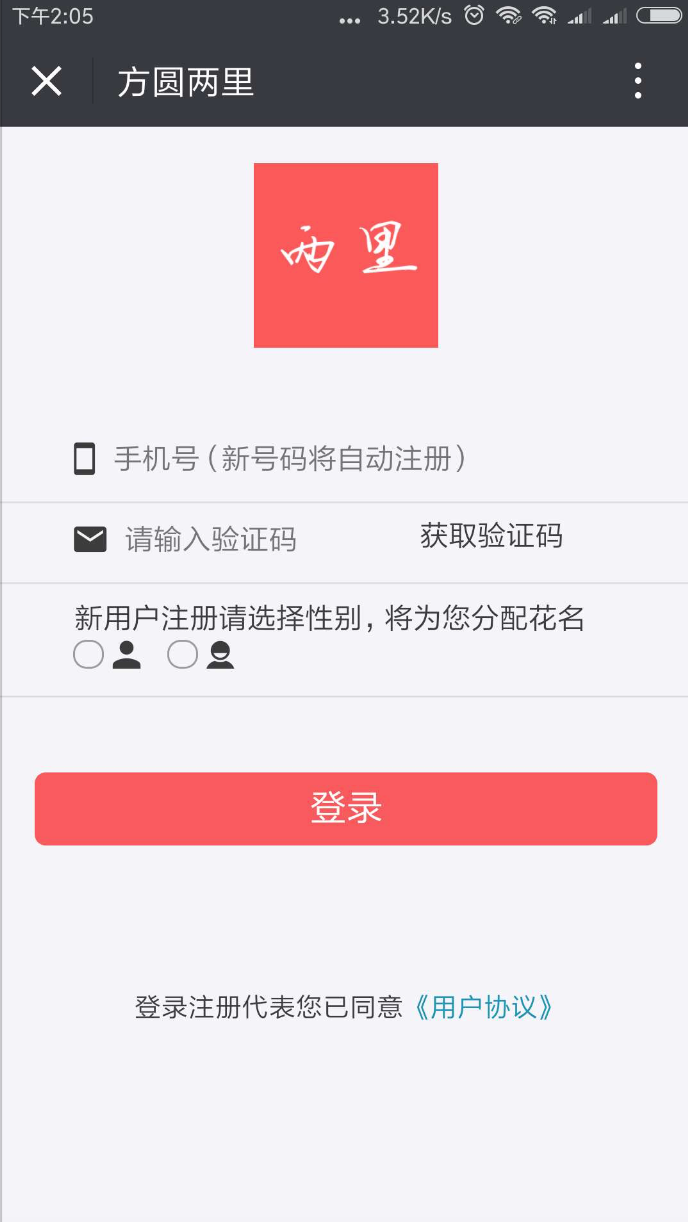 下午2:05
... 3.52K/s
方圆两里
两里
手机号(新号码将自动注册)
请输入验证码 获取验证码
新用户注册请选择性别，将为您分配花名
登录
登录注册代表您已同意《用户协议》